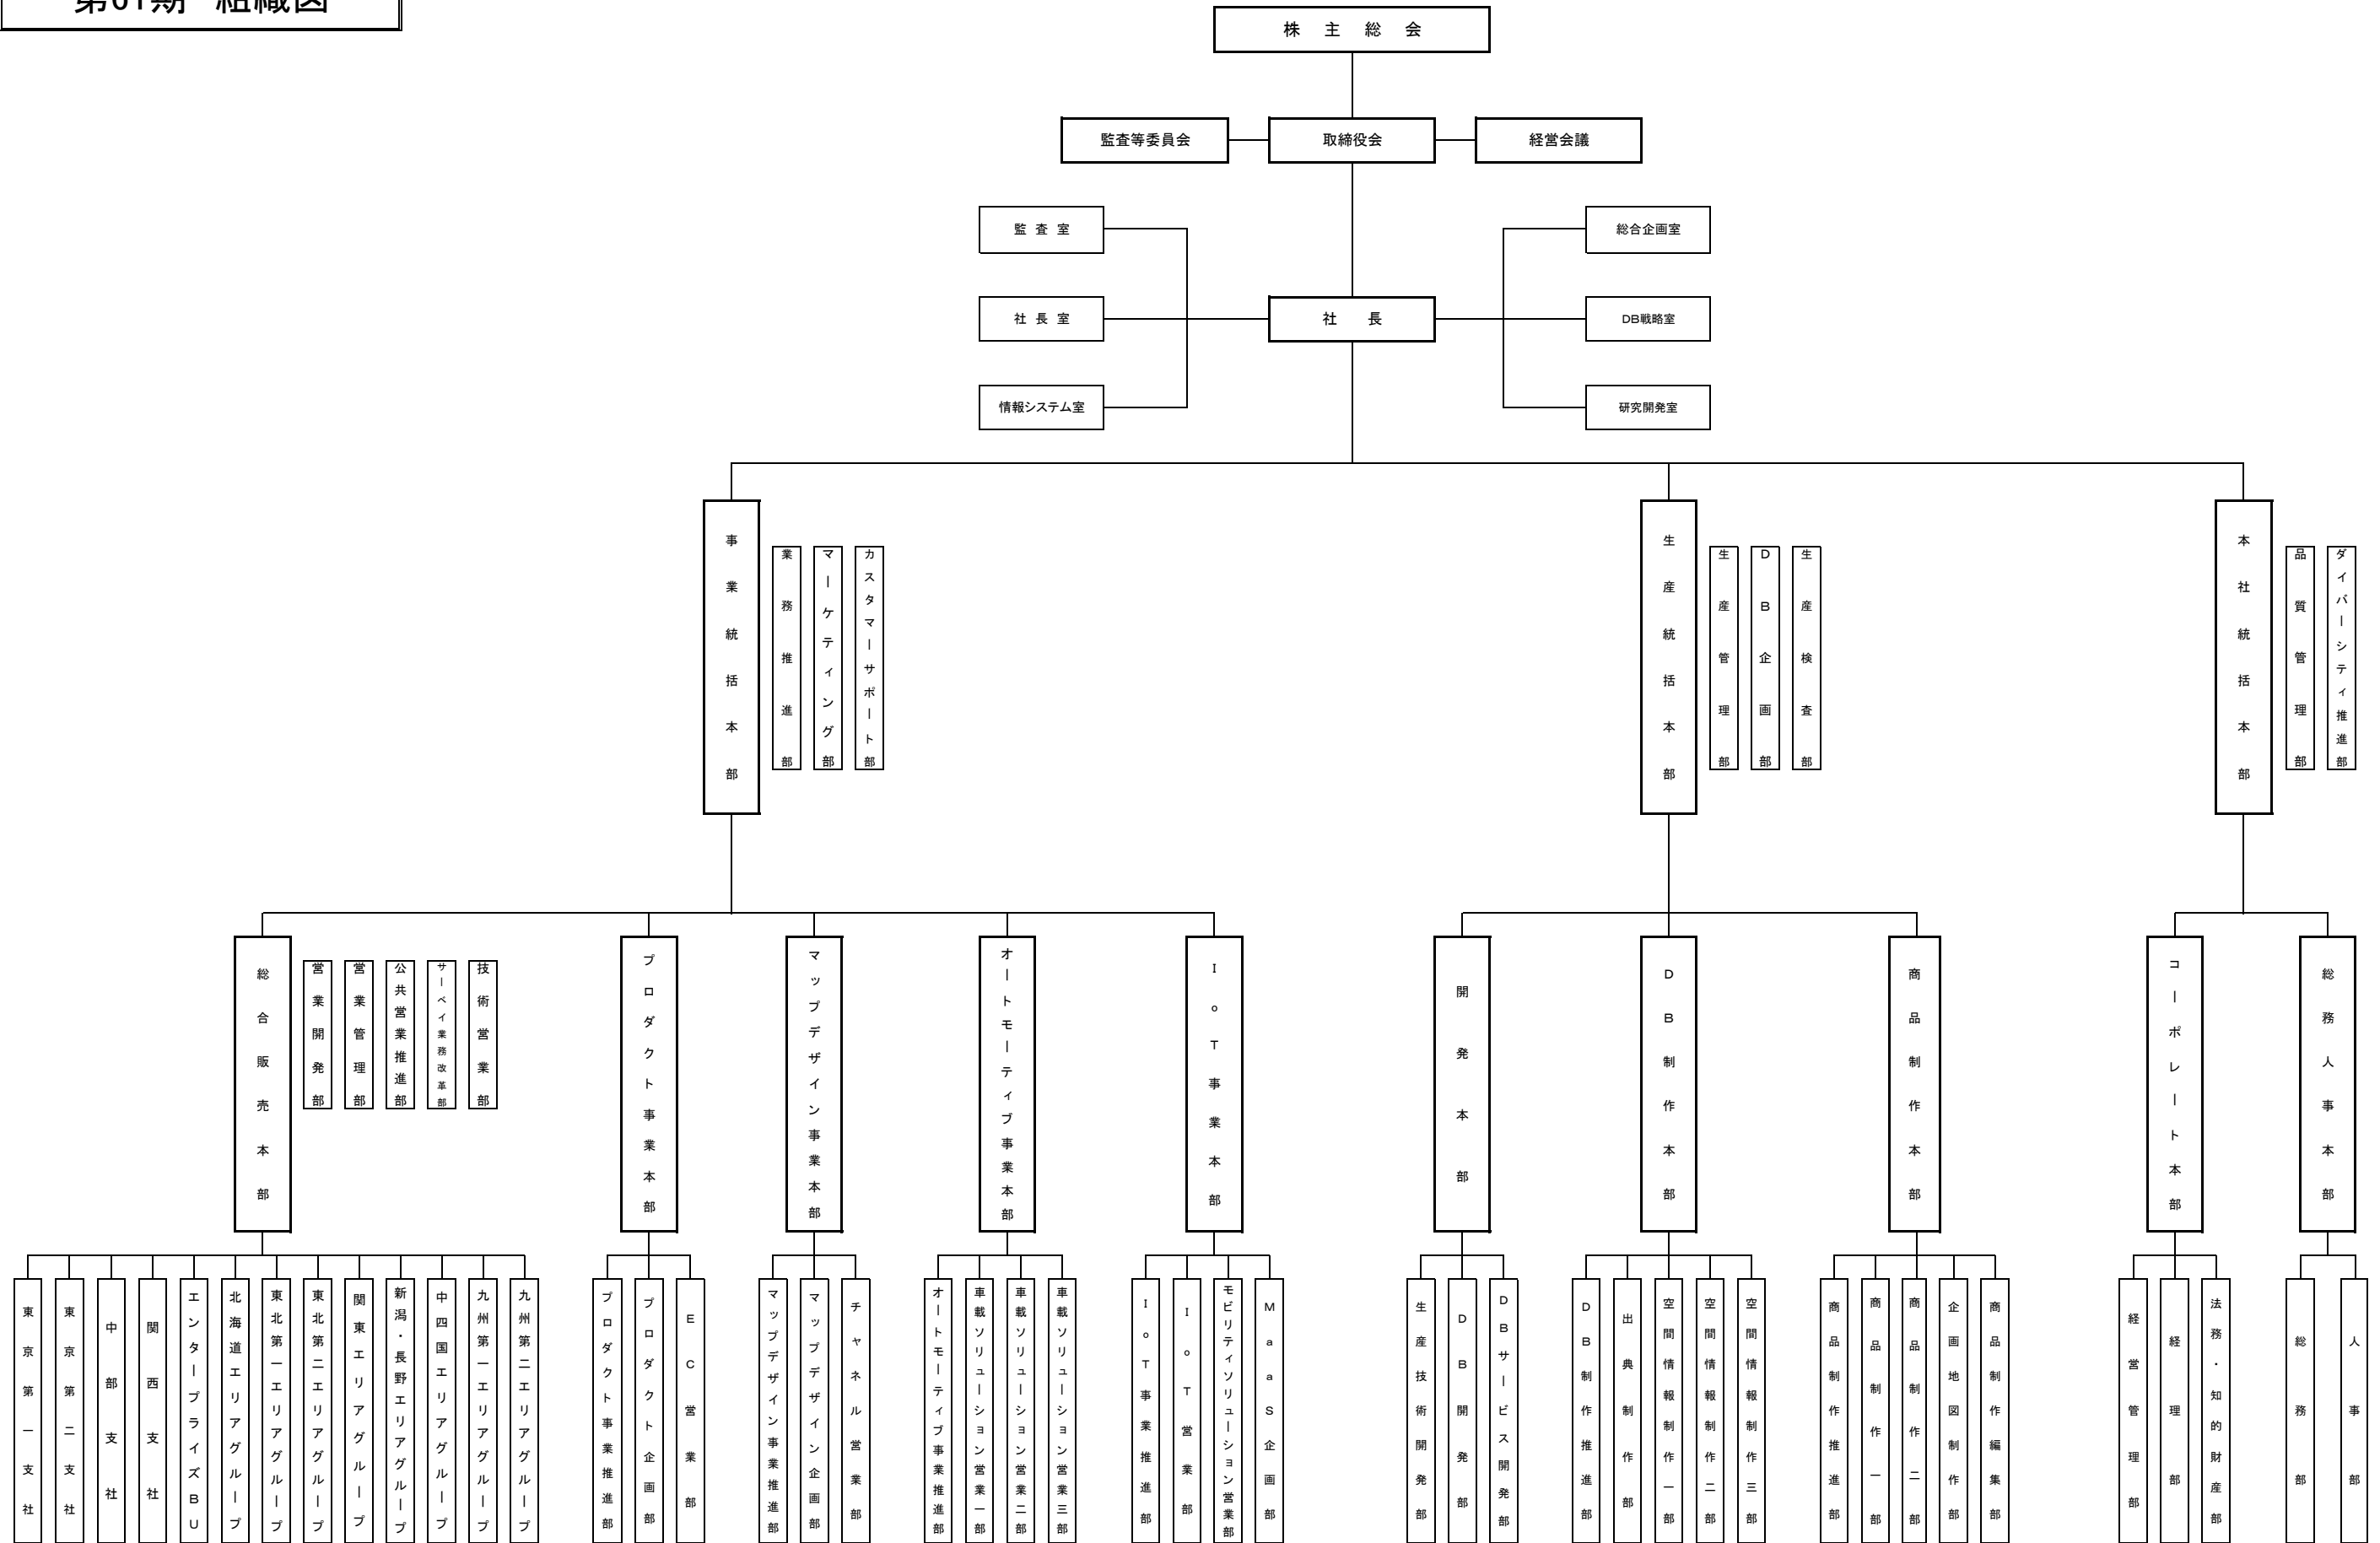 第61期 組織図
株 主 総 会
監査等委員会
取締役会
経営会議
監 査 室
総合企画室
社 長 室
社 長
DB戦略室
情報システム室
研究開発室
事業統括本部
業務推進部
マーケティング部
カスタマーサポート部
生産統括本部
生産管理部
DB企画部
生産検査部
本社統括本部
品質管理部
ダイバーシティ推進部
総合販売本部
営業開発部
営業管理部
公共営業推進部
サーベイ業務改革部
技術営業部
プロダクト事業本部
マップデザイン事業本部
オートモーティブ事業本部
IoT事業本部
開発本部
DB制作本部
商品制作本部
コーポレート本部
総務人事本部
東京第一支社
東京第二支社
中部支社
関西支社
エンタープライズBU
北海道エリアグループ
東北第一エリアグループ
東北第二エリアグループ
関東エリアグループ
新潟・長野エリアグループ
中四国エリアグループ
九州第一エリアグループ
九州第二エリアグループ
プロダクト事業推進部
プロダクト企画部
EC営業部
マップデザイン事業推進部
マップデザイン企画部
チャネル営業部
オートモーティブ事業推進部
車載ソリューション営業一部
車載ソリューション営業二部
車載ソリューション営業三部
IoT事業推進部
IoT営業部
モビリティソリューション営業部
MaaS企画部
生産技術開発部
DB開発部
DBサービス開発部
DB制作推進部
出典制作部
空間情報制作一部
空間情報制作二部
空間情報制作三部
商品制作推進部
商品制作一部
商品制作二部
企画地図制作部
商品制作編集部
経営管理部
経理部
法務・知的財産部
総務部
人事部